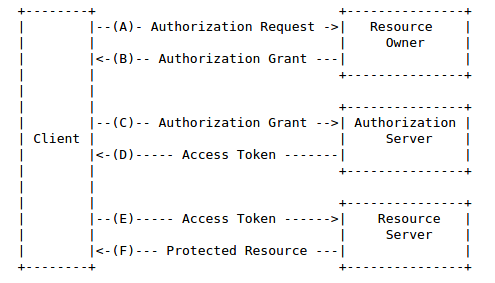 +--------+                               +---------------+
|        |--(A)- Authorization Request ->|   Resource    |
|        |                               |     Owner     |
|        |<-(B)-- Authorization Grant ---|               |
|        |                               +---------------+
|        |
|        |                               +---------------+
|        |--(C)-- Authorization Grant -->| Authorization |
| Client |                               |     Server    |
|        |<-(D)----- Access Token -------|               |
|        |                               +---------------+
|        |
|        |                               +---------------+
|        |--(E)----- Access Token ------>|    Resource   |
|        |                               |     Server    |
|        |<-(F)--- Protected Resource ---|               |
+--------+                               +---------------+